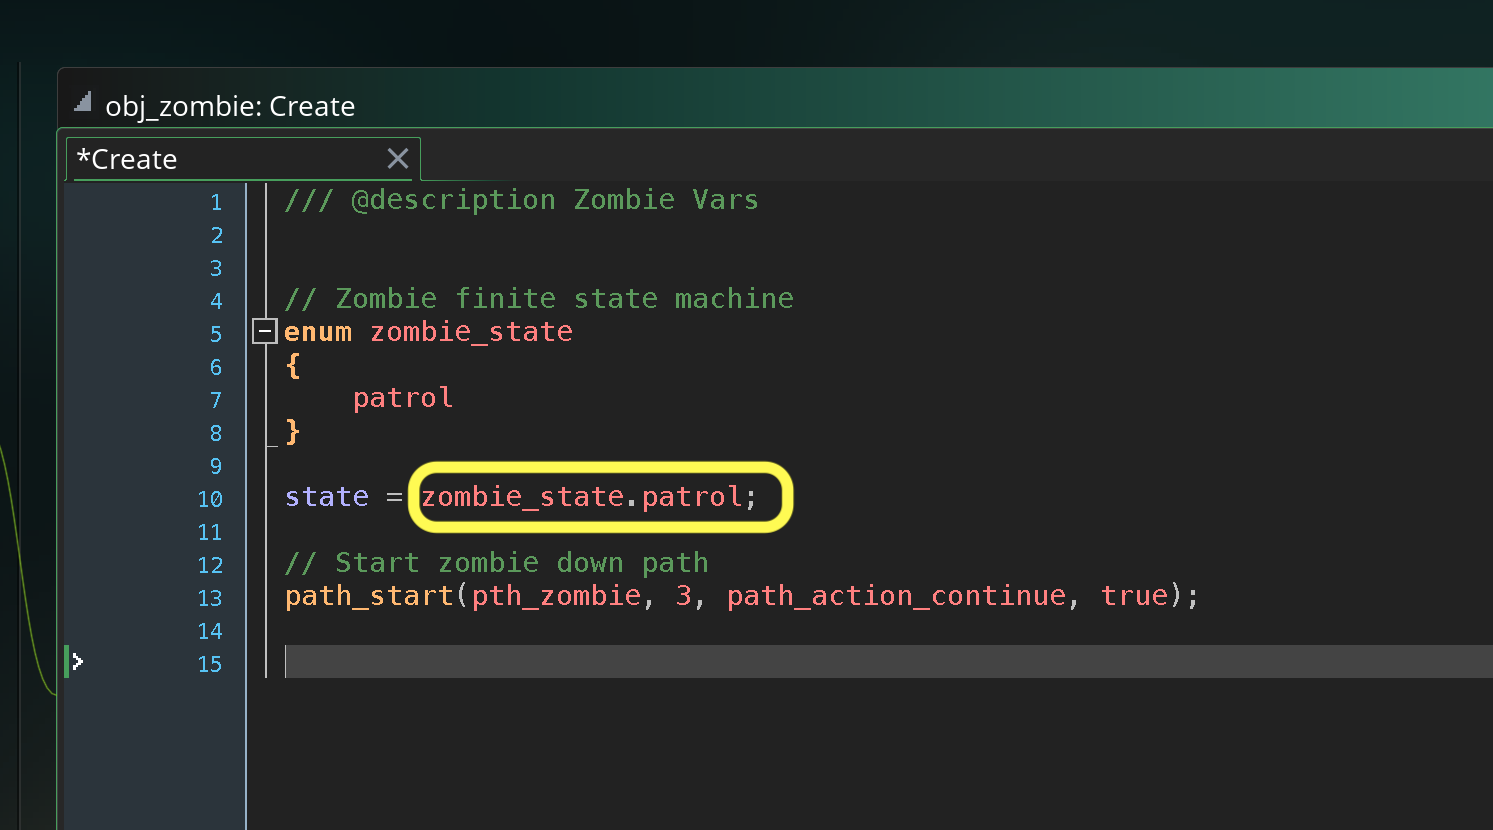 obj_zombie: Create
*Create
1 /// @description Zombie Vars
2
3
4 // Zombie finite state machine
5 enum zombie_state
6 {
7 patrol
8 }
9
10 state = zombie_state.patrol;
11
12 // Start zombie down path
13 path_start(pth_zombie, 3, path_action_continue, true);
14
15